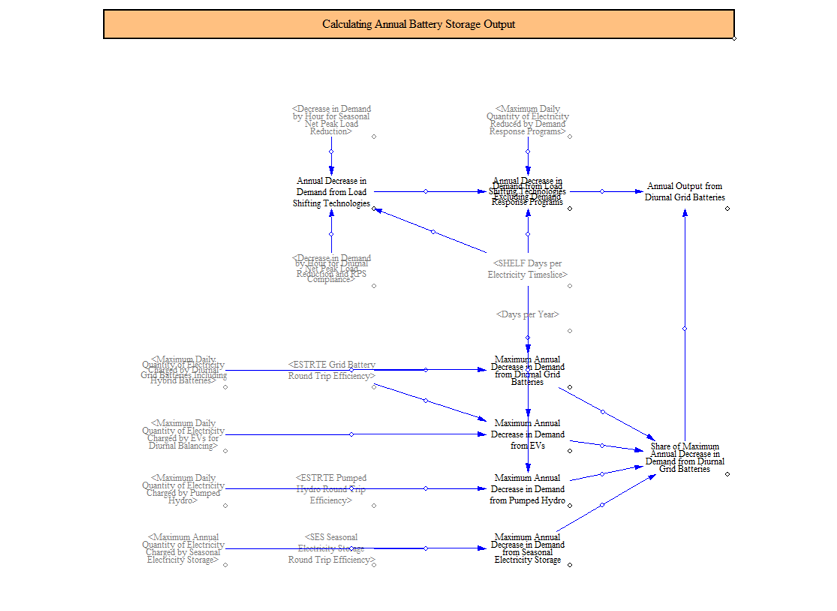 Calculating Annual Battery Storage Output
<Decrease in Demand
by Hour for Seasonal
Net Peak Load
Reduction>
<Maximum Daily
Quantity of Electricity
Reduced by Demand
Response Programs>
Annual Decrease in
Demand from Load
Shifting Technologies
Annual Decrease in
Demand from Load
Shifting Technologies
Excluding Demand
Response Programs
Annual Output from
Diurnal Grid Batteries
<Decrease in Demand
by Hour for Diurnal
Net Peak Load
Reduction and RPS
Compliance>
<SHELF Days per
Electricity Timeslice>
<Days per Year>
<Maximum Daily
Quantity of Electricity
Charged by Diurnal
Grid Batteries Including
Hybrid Batteries>
<ESTRTE Grid Battery
Round Trip Efficiency>
Maximum Annual
Decrease in Demand
from Diurnal Grid
Batteries
<Maximum Daily
Quantity of Electricity
Charged by EVs for
Diurnal Balancing>
Maximum Annual
Decrease in Demand
from EVs
Share of Maximum
Annual Decrease in
Demand from Diurnal
Grid Batteries
<Maximum Daily
Quantity of Electricity
Charged by Pumped
Hydro>
<ESTRTE Pumped
Hydro Round Trip
Efficiency>
Maximum Annual
Decrease in Demand
from Pumped Hydro
<Maximum Annual
Quantity of Electricity
Charged by Seasonal
Electricity Storage>
<SES Seasonal
Electricity Storage
Round Trip Efficiency>
Maximum Annual
Decrease in Demand
from Seasonal
Electricity Storage